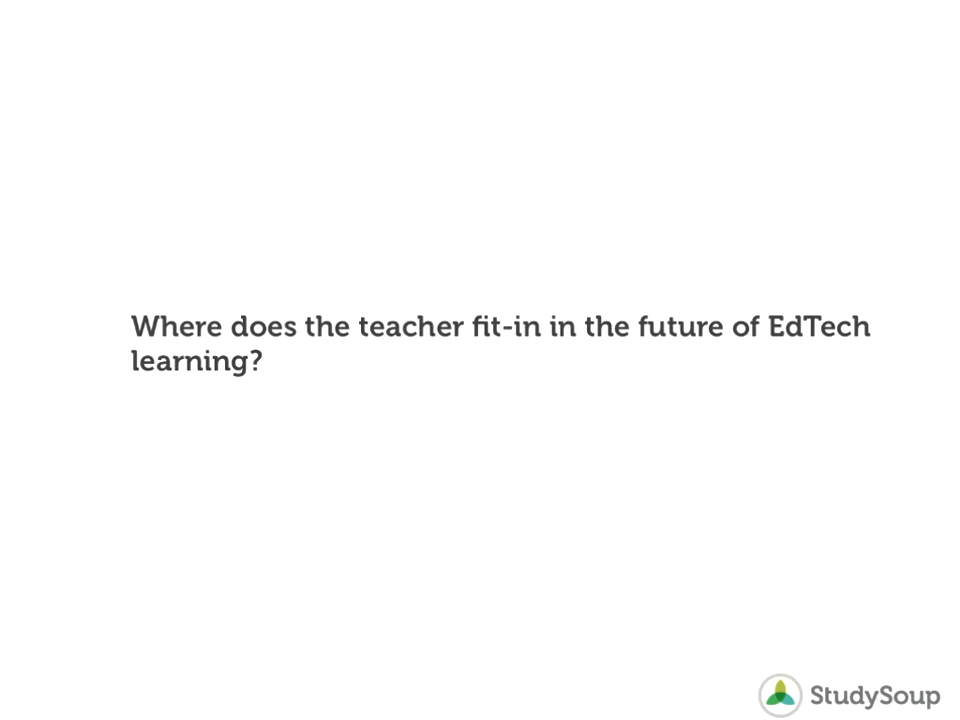 Where does the teacher fit-in in the future of EdTech
learning?
StudySoup